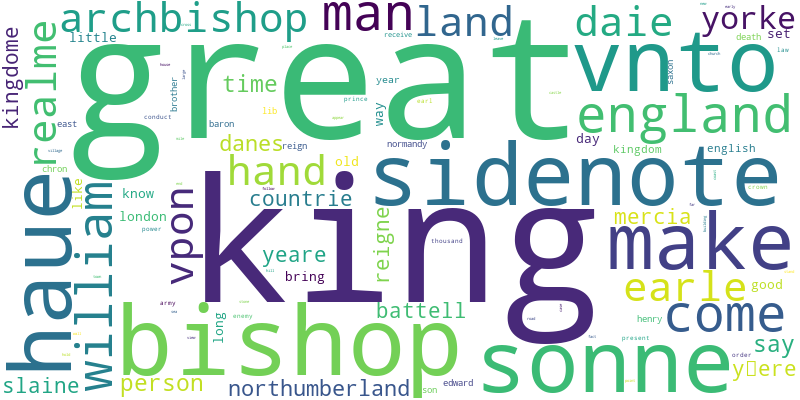 archbishop man land daie yorke
little set
kingdome realme great vnto
time year way brother saxon
east lib prince earl death law
baron conduct receive
danes reign old normandy day england
chron hand sidenote kingdom english
haue william know countrie crown
like london king mercia
power vpon yeare reigne thousand make
bring earle good
army bishop battell come
long enemy henry present say
slaine person northumberland son edward sonne order